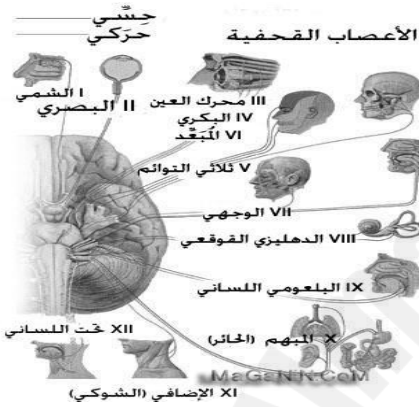 حِسّي
حركي
الأعصاب القحفية
I الشمي
II البصري
III محرك العين
IV البكري
VI المُبَعِّد
V ثلاثي التوائم
VII الوجهي
VIII الدهليزي القوقعي
IX البلعومي اللساني
XII تحت اللساني
X المبهم (الحائر)
MaGaNiN.CoM
XI الإضافي (الشوكي)